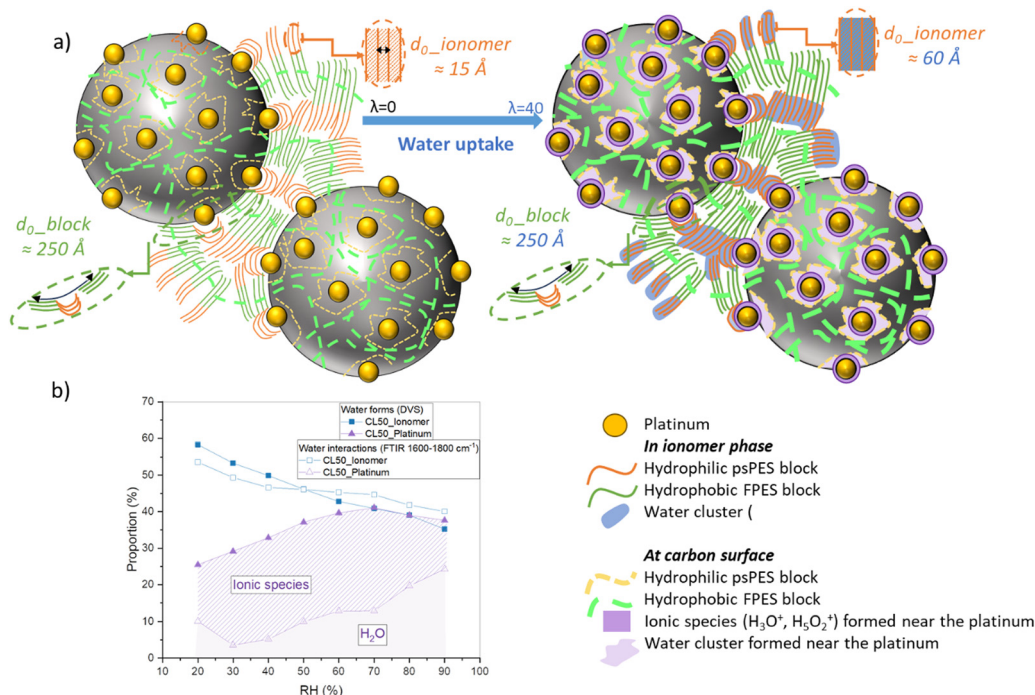 a)
d₀_ionomer
≈ 15 Å
λ=0
λ=40
Water uptake
d₀_block
≈ 250 Å
d₀_ionomer
≈ 60 Å
d₀_block
≈ 250 Å
b)
70
60
50
40
30
20
10
0
Proportion (%)
Water forms (DVS)
CL50_Ionomer
CL50_Platinum
Water interactions (FTIR 1600-1800 cm⁻¹)
CL50_Ionomer
CL50_Platinum
Ionic species
H₂O
10 20 30 40 50 60 70 80 90 100
RH (%)
Platinum
In ionomer phase
Hydrophilic psPES block
Hydrophobic FPES block
Water cluster (
At carbon surface
Hydrophilic psPES block
Hydrophobic FPES block
Ionic species (H₃O⁺, H₅O₂⁺) formed near the platinum
Water cluster formed near the platinum